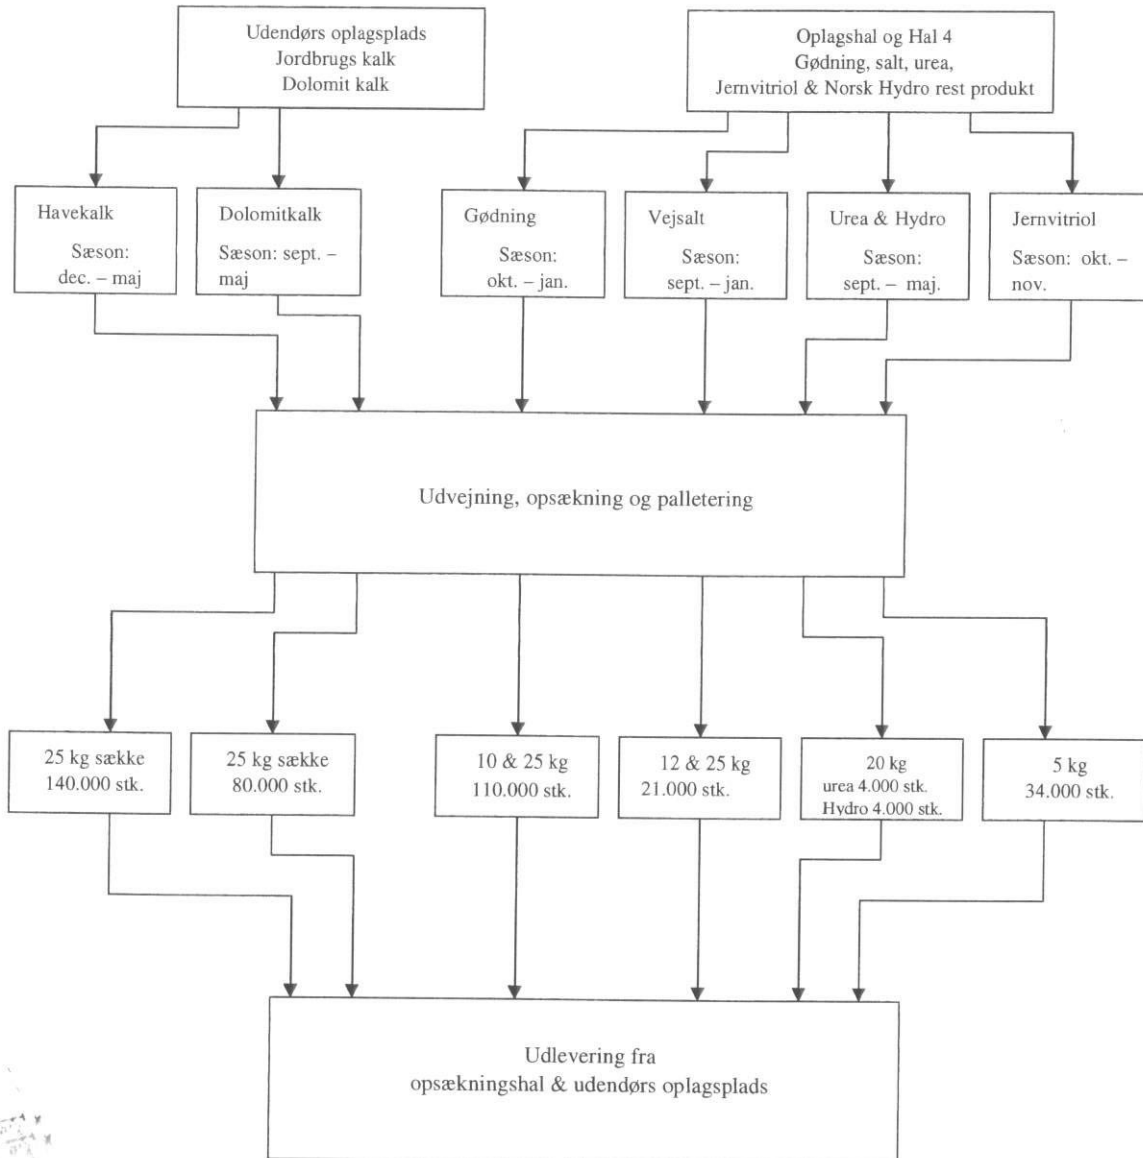 Udendørs oplagsplads
Jordbrugs kalk
Dolomit kalk
Oplagshal og Hal 4
Gødning, salt, urea,
Jernvitriol & Norsk Hydro rest produkt
Havekalk
Sæson:
dec. – maj
Dolomitkalk
Sæson: sept. –
maj
Gødning
Sæson:
okt. – jan.
Vejsalt
Sæson:
sept. – jan.
Urea & Hydro
Sæson:
sept. – maj.
Jernvitriol
Sæson: okt. –
nov.
Udvejning, opsækning og palletering
25 kg sække
140.000 stk.
25 kg sække
80.000 stk.
10 & 25 kg
110.000 stk.
12 & 25 kg
21.000 stk.
20 kg
urea 4.000 stk.
Hydro 4.000 stk.
5 kg
34.000 stk.
Udlevering fra
opsækningshal & udendørs oplagsplads